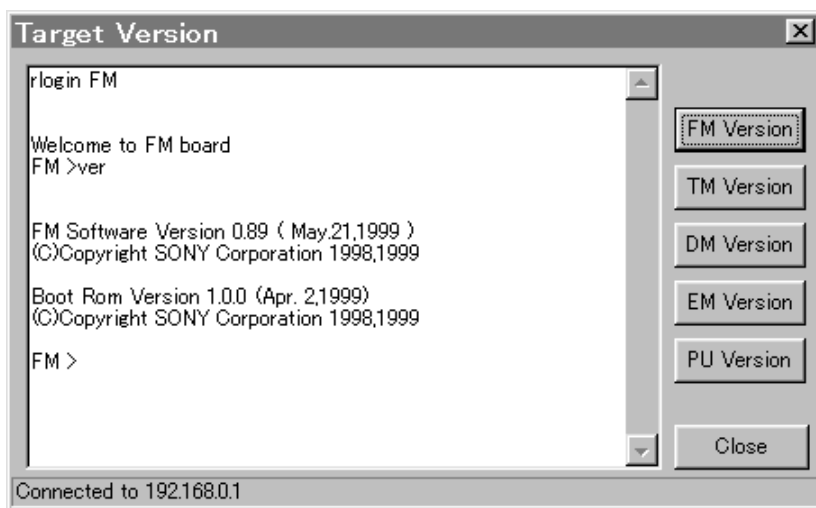 Target Version
rlogin FM
Welcome to FM board
FM >ver
FM Software Version 0.89 ( May.21,1999 )
(C)Copyright SONY Corporation 1998,1999
Boot Rom Version 1.0.0 (Apr. 2,1999)
(C)Copyright SONY Corporation 1998,1999
FM >
FM Version
TM Version
DM Version
EM Version
PU Version
Close
Connected to 192.168.0.1